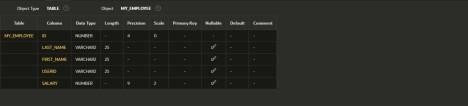 Object Type TABLE Object MY_EMPLOYEE
Table Column Data Type Length Precision Scale Primary Key Nullable Default Comment
MY_EMPLOYEE ID NUMBER - 4 0 - - - -
LAST_NAME VARCHAR2 25 - - - - -
FIRST_NAME VARCHAR2 25 - - - - -
USERID VARCHAR2 25 - - - - -
SALARY NUMBER - 9 2 - - -